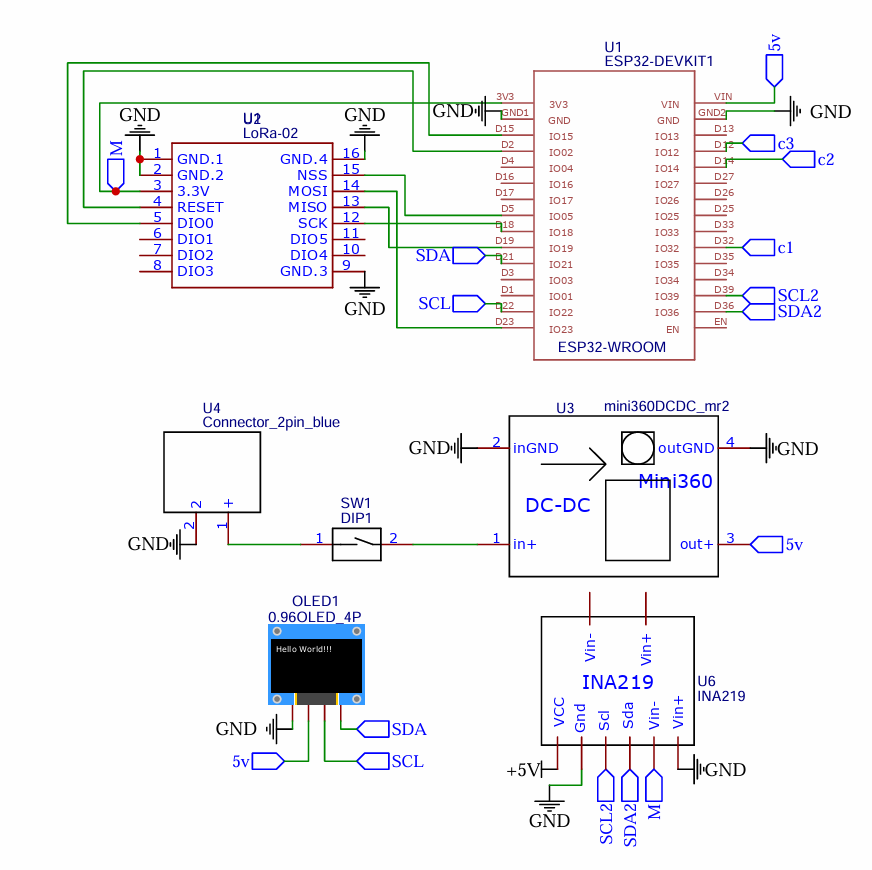 5v
U1
ESP32-DEVKIT1
3V3
GND1
D15
D2
D4
D16
D17
D5
D18
D19
D21
D3
D1
D22
D23
3V3
GND
IO15
IO02
IO04
IO16
IO17
IO05
IO18
IO19
IO21
IO03
IO01
IO22
IO23
VIN
GND
IO13
IO12
IO14
IO27
IO26
IO25
IO33
IO32
IO35
IO34
IO39
IO36
EN
VIN
GND2
D13
D12
D14
D27
D26
D25
D33
D32
D35
D34
D39
D36
EN
ESP32-WROOM
GND
GND
c3
c2
c1
SCL2
SDA2
SDA
SCL
GND
M
LoRa-02
GND
1 GND.1
2 GND.2
3 3.3V
4 RESET
5 DIO0
6 DIO1
7 DIO2
8 DIO3
GND.4 16
NSS 15
MOSI 14
MISO 13
SCK 12
DIO5 11
DIO4 10
GND.3 9
GND
U4
Connector_2pin_blue
2 +
2 1
GND
SW1
DIP1
1 2
U3 mini360DCDC_mr2
GND 2 inGND outGND 4 GND
Mini360
DC-DC
1 in+ out+ 3 5v
OLED1
0.96OLED_4P
Hello World!!!
GND SDA
5v SCL
Vin- Vin+
INA219
U6
INA219
VCC Gnd Scl Sda Vin- Vin+
+5V GND
GND SCL2 SDA2 M